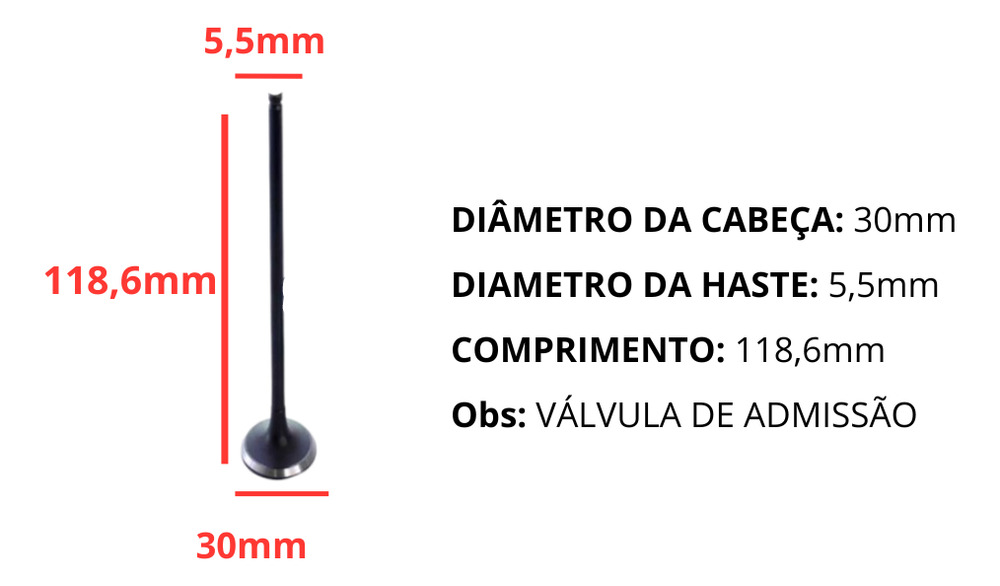 5,5mm
118,6mm
30mm
DIÂMETRO DA CABEÇA: 30mm
DIAMETRO DA HASTE: 5,5mm
COMPRIMENTO: 118,6mm
Obs: VÁLVULA DE ADMISSÃO